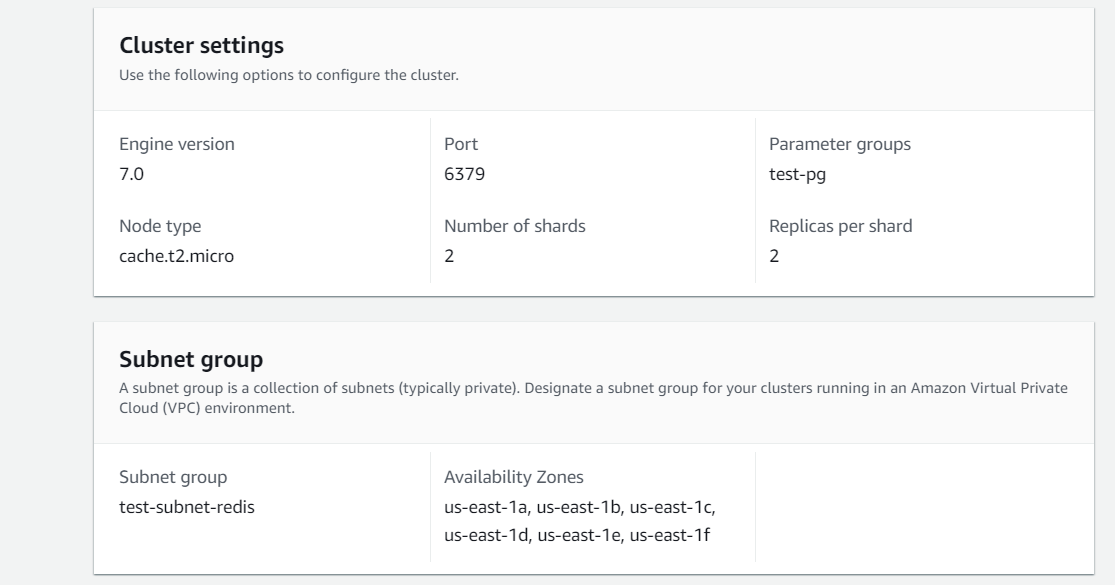 Cluster settings
Use the following options to configure the cluster.
Engine version
7.0
Port
6379
Parameter groups
test-pg
Node type
cache.t2.micro
Number of shards
2
Replicas per shard
2
Subnet group
A subnet group is a collection of subnets (typically private). Designate a subnet group for your clusters running in an Amazon Virtual Private
Cloud (VPC) environment.
Subnet group
test-subnet-redis
Availability Zones
us-east-1a, us-east-1b, us-east-1c,
us-east-1d, us-east-1e, us-east-1f